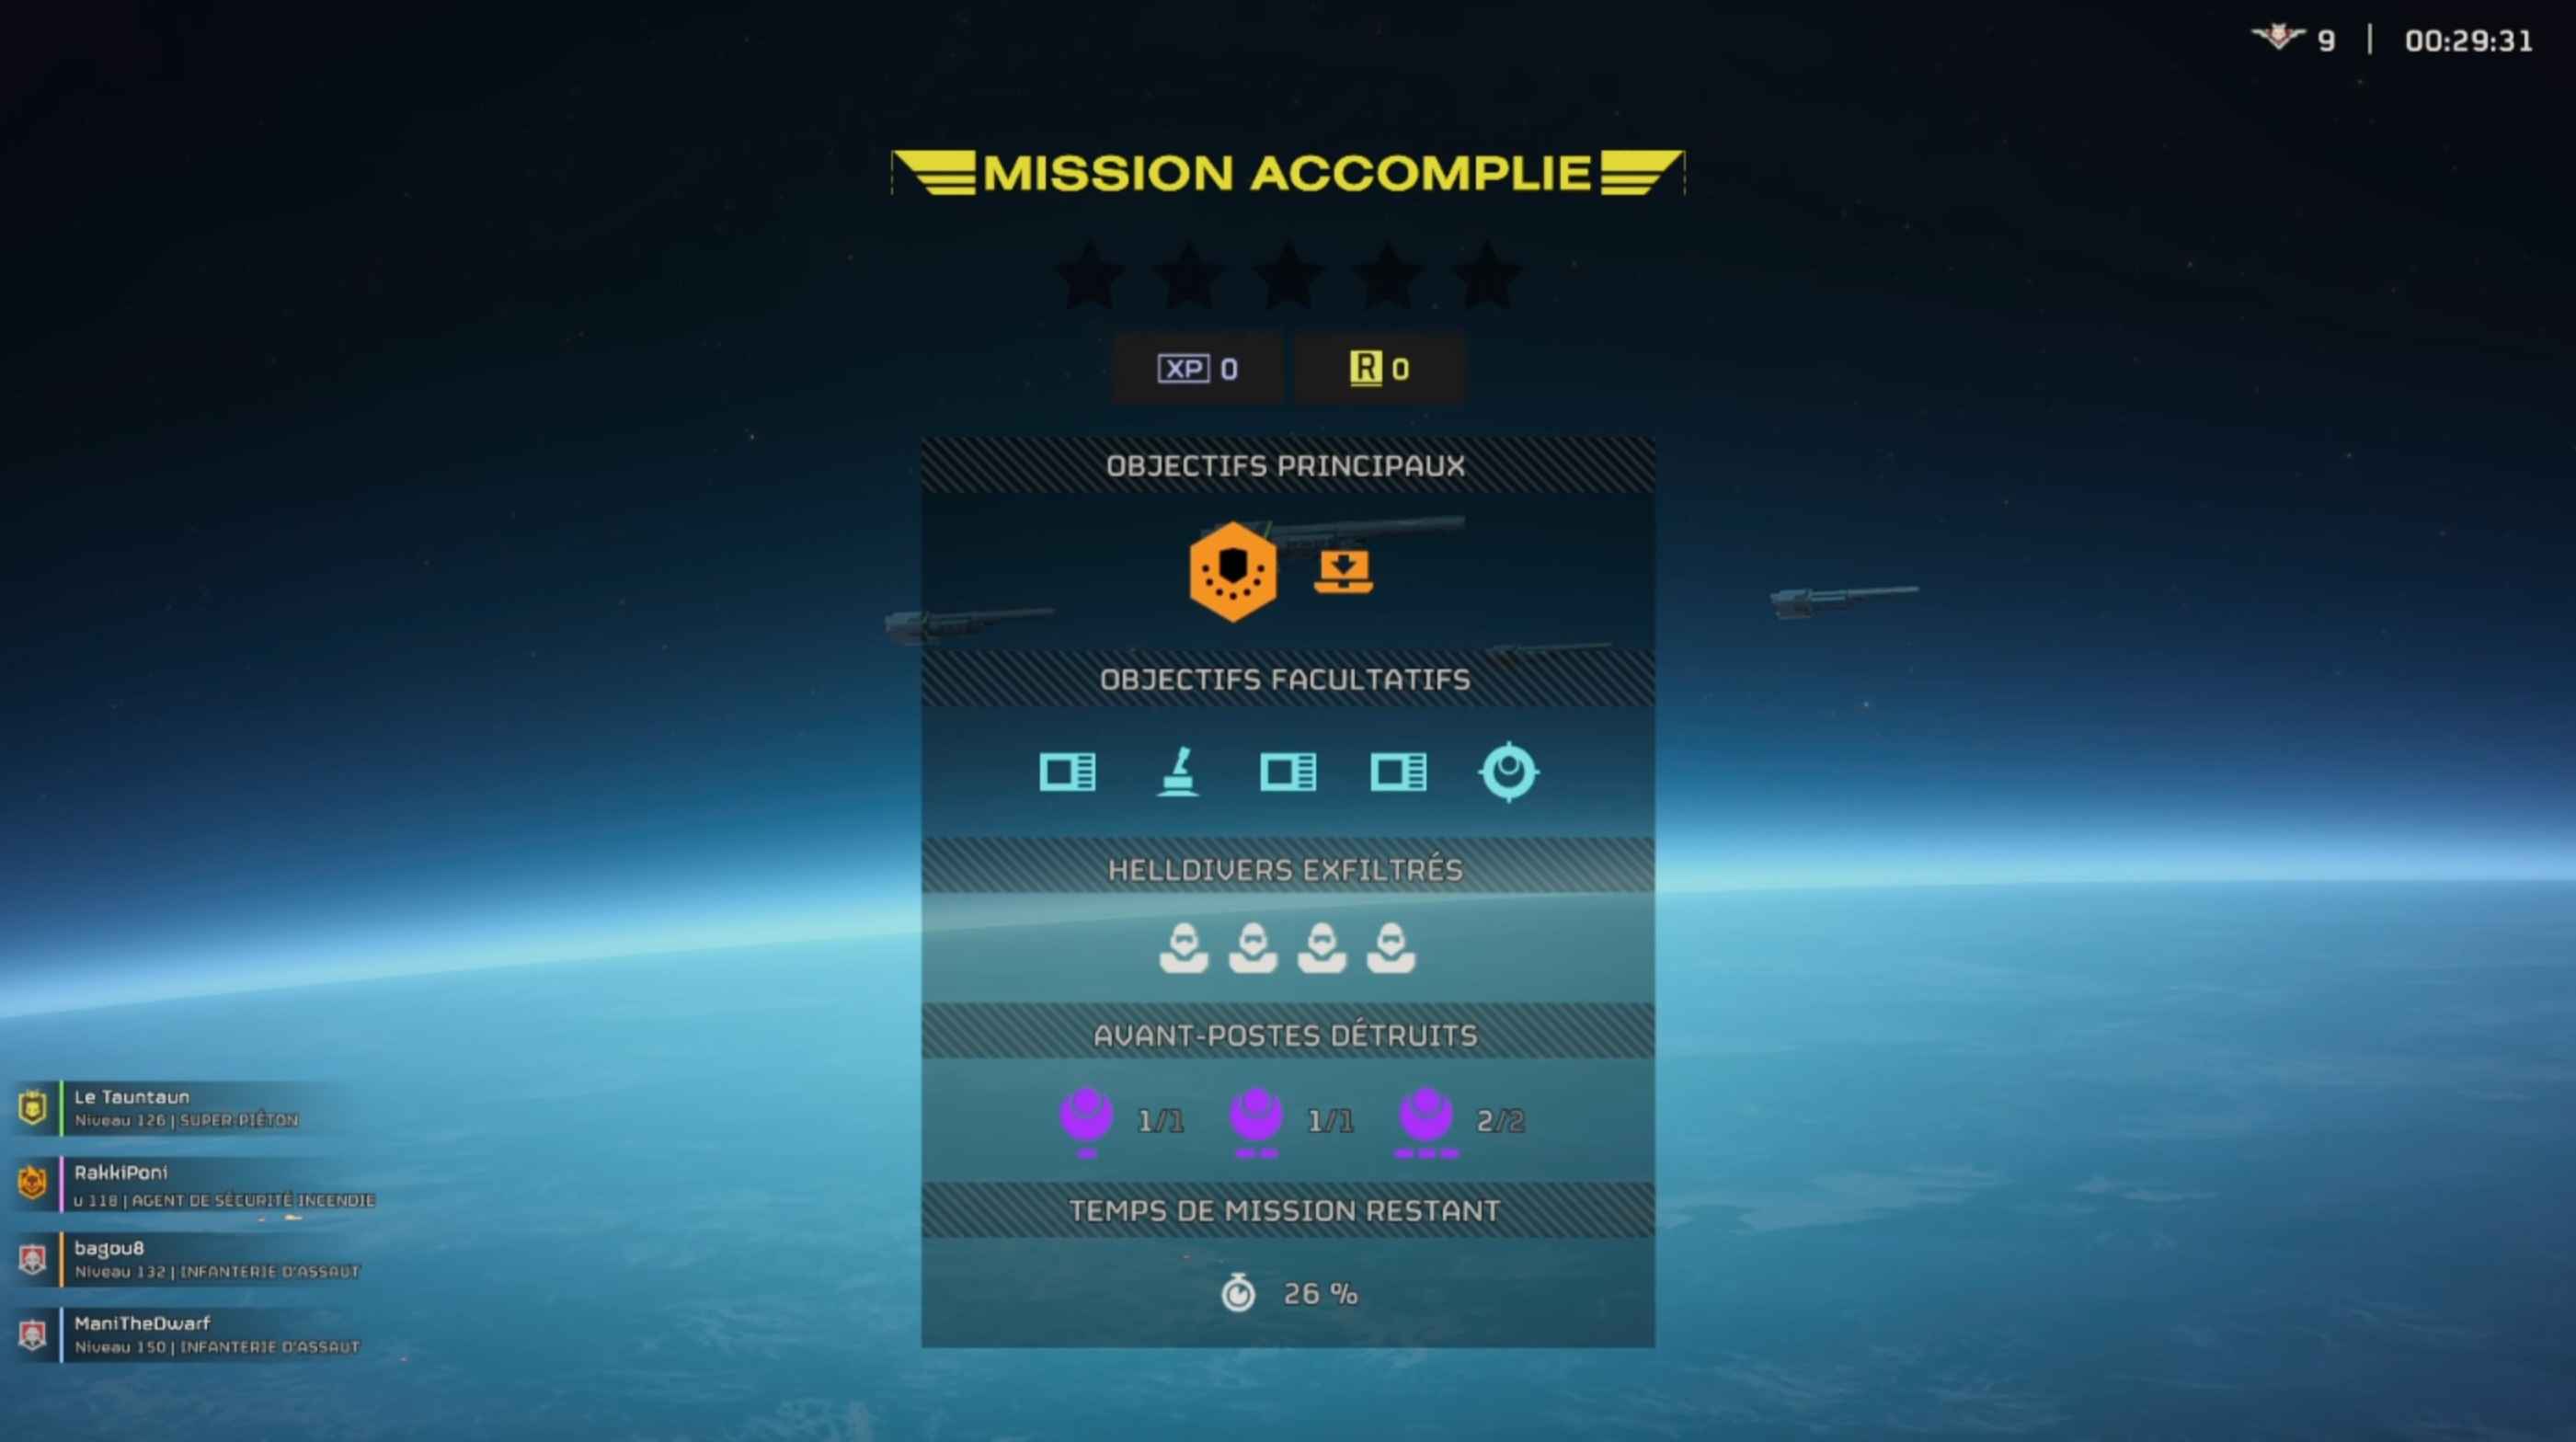 9 | 00:29:31
MISSION ACCOMPLIE
XP 0
R 0
OBJECTIFS PRINCIPAUX
OBJECTIFS FACULTATIFS
HELLDIVERS EXFILTRÉS
AVANT-POSTES DÉTRUITS
1/1
1/1
2/2
TEMPS DE MISSION RESTANT
26 %
Le Tauntaun
Niveau 126 | SUPER-PIÉTON
RakkiPoni
u 118 | AGENT DE SÉCURITÉ INCENDIE
bagou8
Niveau 132 | INFANTERIE D'ASSAUT
ManiTheDwarf
Niveau 150 | INFANTERIE D'ASSAUT